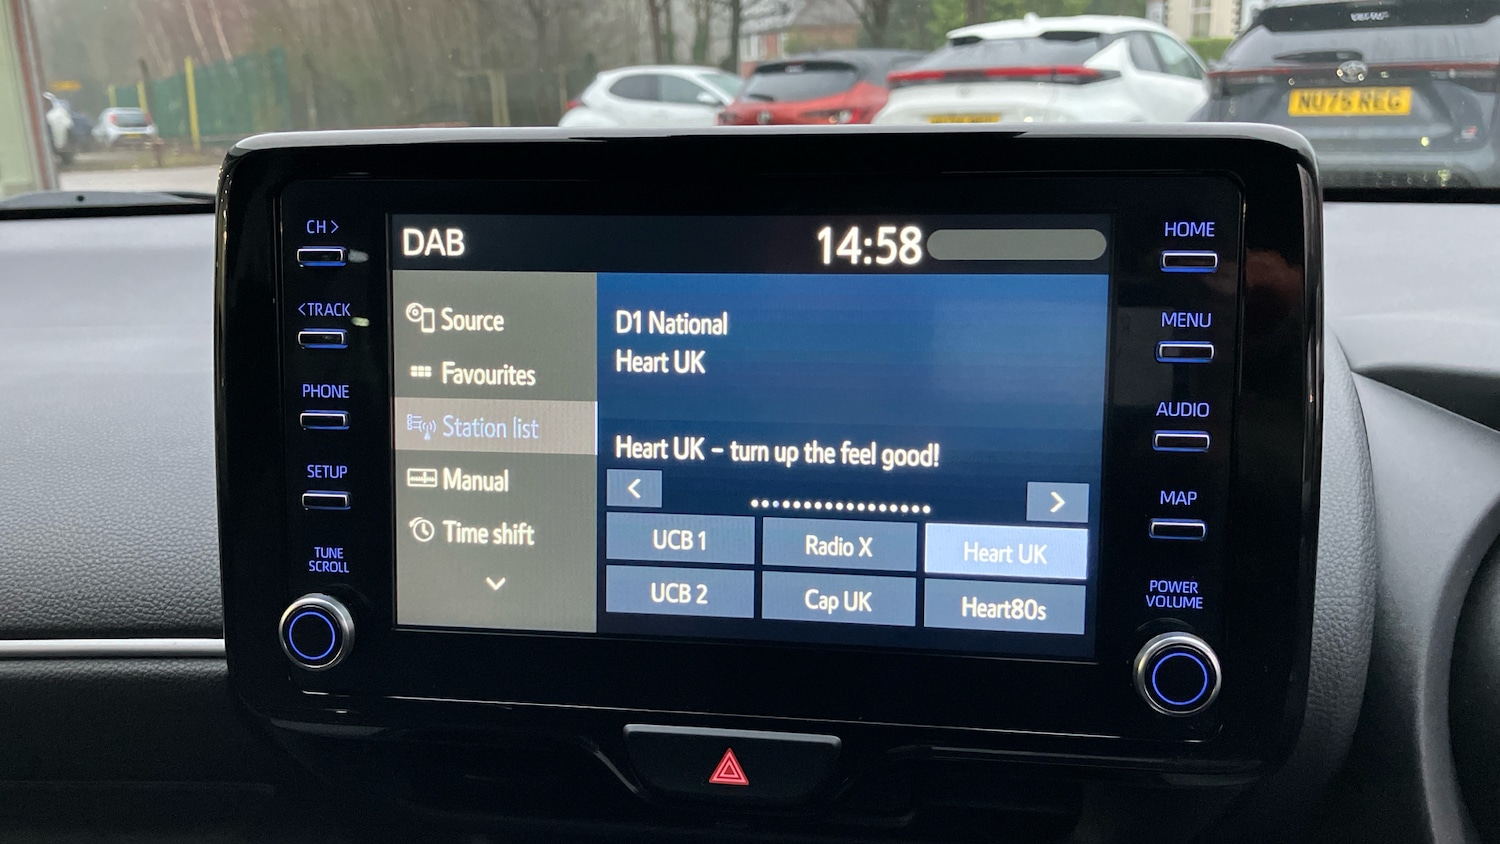 NU75 REG
DAB
14:58
CH >
< TRACK
PHONE
SETUP
TUNE
SCROLL
Source
Favourites
Station list
Manual
Time shift
D1 National
Heart UK
Heart UK – turn up the feel good!
<
>
UCB 1
Radio X
Heart UK
UCB 2
Cap UK
Heart80s
HOME
MENU
AUDIO
MAP
POWER
VOLUME